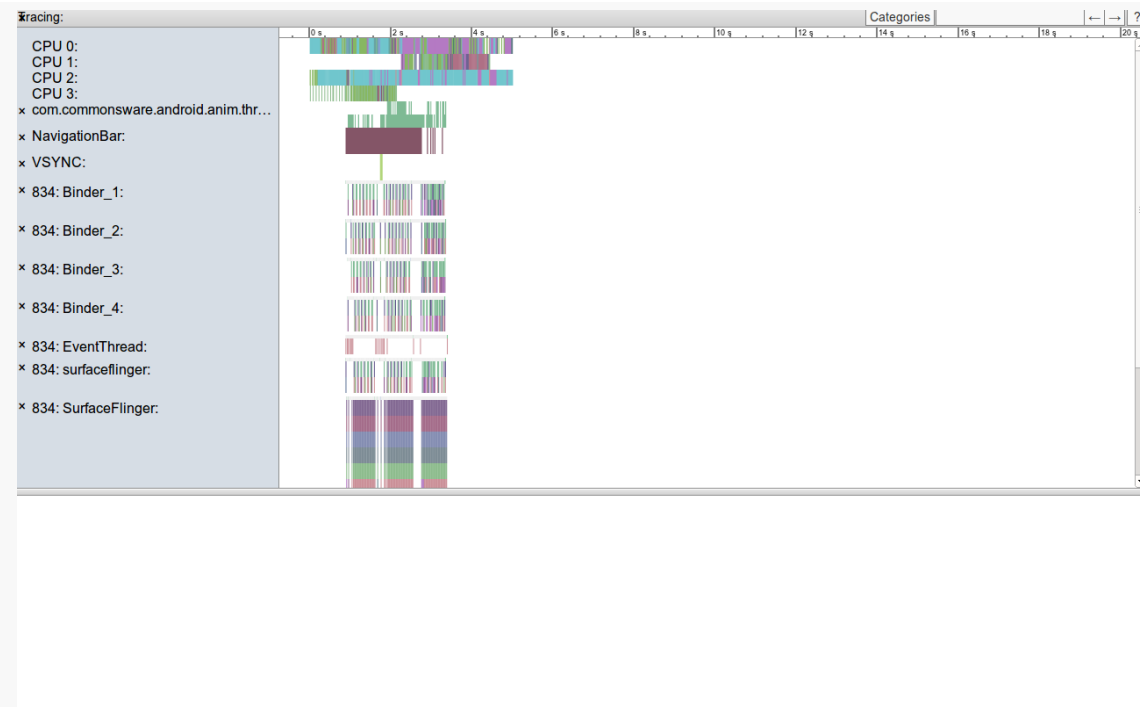 Tracing: Categories ← → ?
0 s 2 s 4 s 6 s 8 s 10 s 12 s 14 s 16 s 18 s 20 s
CPU 0:
CPU 1:
CPU 2:
CPU 3:
× com.commonsware.android.anim.thr...
× NavigationBar:
× VSYNC:
× 834: Binder_1:
× 834: Binder_2:
× 834: Binder_3:
× 834: Binder_4:
× 834: EventThread:
× 834: surfaceflinger:
× 834: SurfaceFlinger: